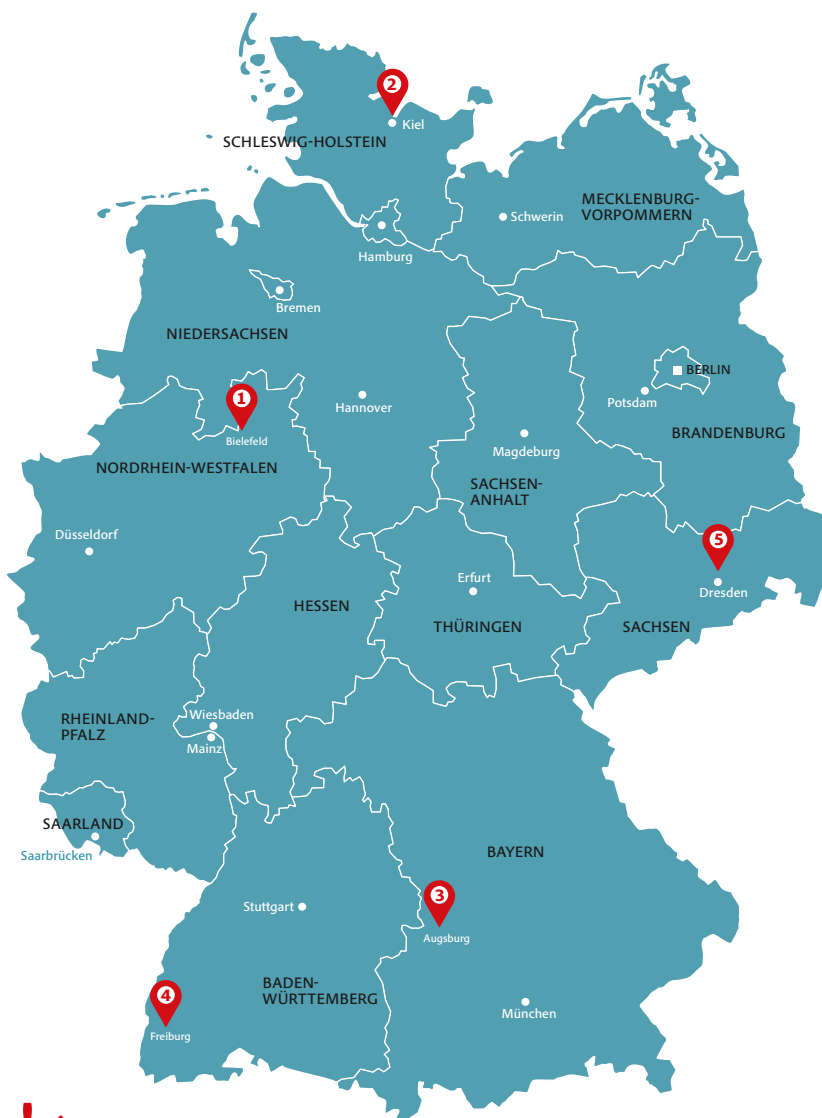 2
Kiel
SCHLESWIG-HOLSTEIN
MECKLENBURG-
VORPOMMERN
Schwerin
Hamburg
Bremen
NIEDERSACHSEN
BERLIN
1
Hannover
Potsdam
Bielefeld
BRANDENBURG
Magdeburg
NORDRHEIN-WESTFALEN
SACHSEN-
ANHALT
Düsseldorf
5
Erfurt
Dresden
HESSEN
THÜRINGEN
SACHSEN
Wiesbaden
RHEINLAND-
PFALZ
Mainz
SAARLAND
Saarbrücken
BAYERN
3
Stuttgart
Augsburg
BADEN-
WÜRTTEMBERG
4
München
Freiburg